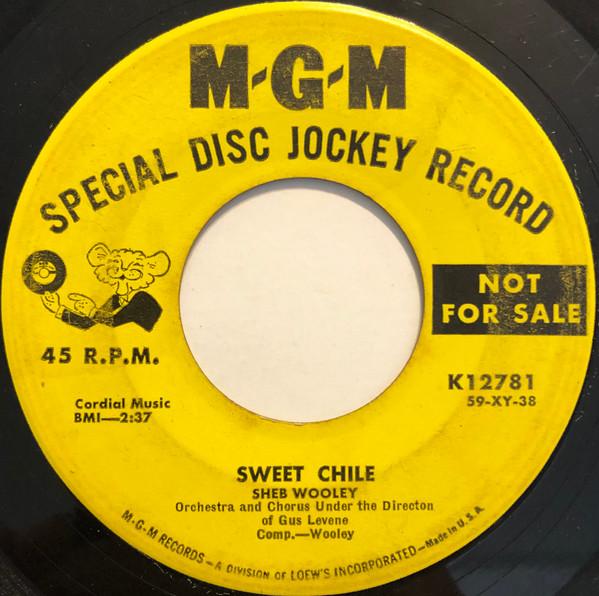 M-G-M
SPECIAL DISC JOCKEY RECORD
NOT
FOR SALE
45 R.P.M.
K12781
59-XY-38
Cordial Music
BMI—2:37
SWEET CHILE
SHEB WOOLEY
Orchestra and Chorus Under the Directon
of Gus Levene
Comp.—Wooley
M-G-M RECORDS—A DIVISION OF LOEW'S INCORPORATED—Made in U.S.A.